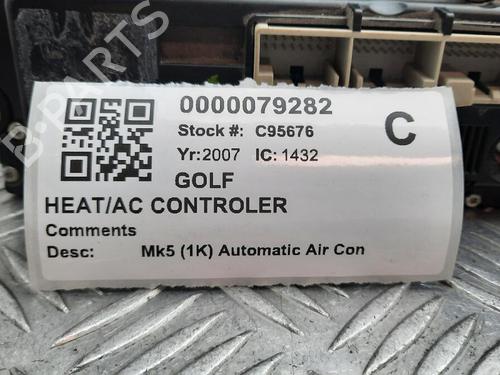 B-PARTS
0000079282
Stock #: C95676
C
Yr: 2007 IC: 1432
GOLF
HEAT/AC CONTROLER
Comments
Desc: Mk5 (1K) Automatic Air Con